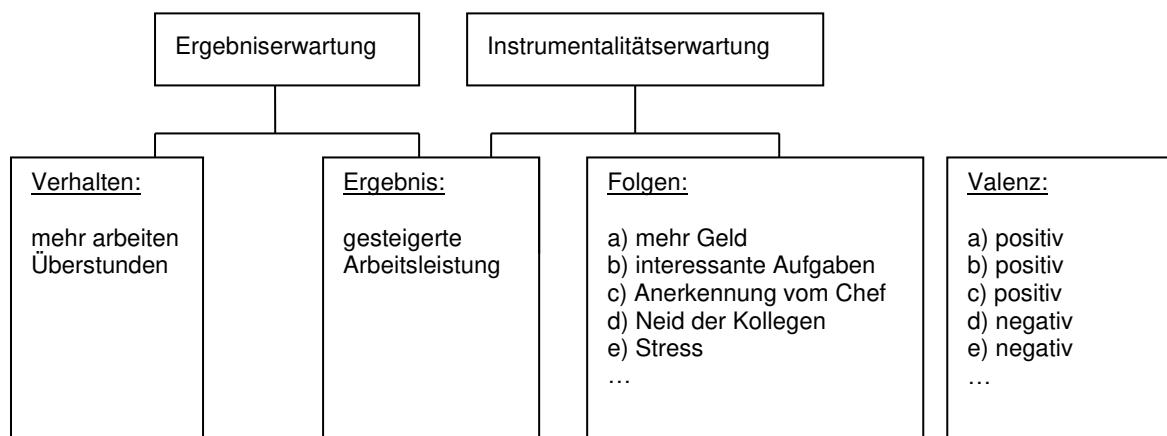 Ergebniserwartung
Instrumentalitätserwartung
Verhalten:
mehr arbeiten
Überstunden
Ergebnis:
gesteigerte
Arbeitsleistung
Folgen:
a) mehr Geld
b) interessante Aufgaben
c) Anerkennung vom Chef
d) Neid der Kollegen
e) Stress
…
Valenz:
a) positiv
b) positiv
c) positiv
d) negativ
e) negativ
…